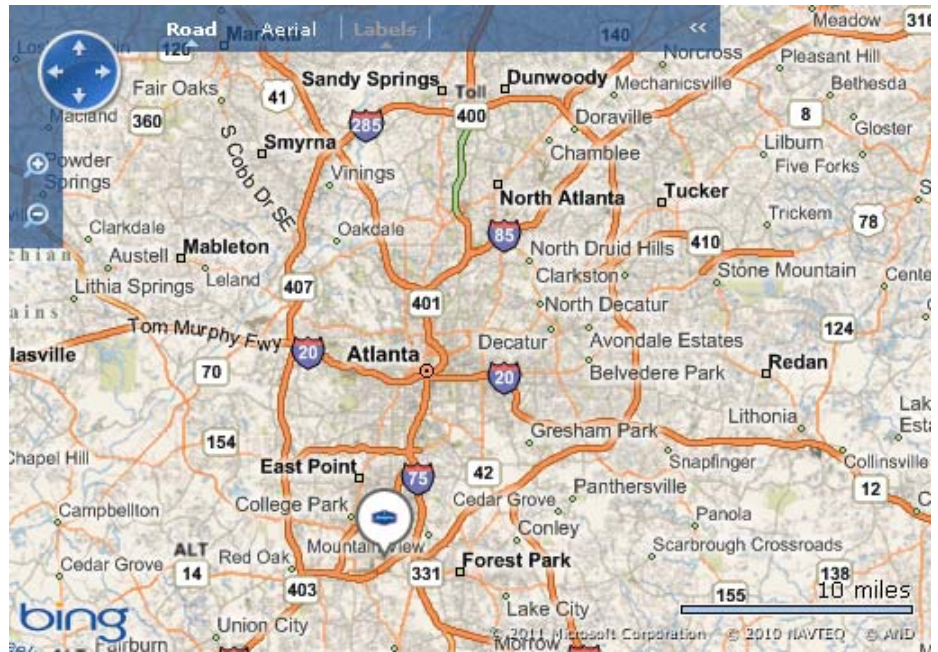 Road Aerial Labels <<
Meadow
316
120
140
Norcross
Pleasant Hill
Sandy Springs
Toll
Dunwoody
Mechanicsville
Bethesda
Fair Oaks
41
400
8
360
285
Doraville
Gloster
Smyrna
Chamblee
Lilburn
Five Forks
Powder
Springs
S Cobb Dr SE
Vinings
North Atlanta
Tucker
Trickem
78
Clarkdale
Oakdale
85
410
Mableton
North Druid Hills
Austell
Leland
Clarkston
Stone Mountain
Lithia Springs
407
401
North Decatur
124
Tom Murphy Fwy
Decatur
Avondale Estates
lasville
20
Atlanta
20
Redan
70
Belvedere Park
Lithonia
154
Gresham Park
Chapel Hill
East Point
75
42
Snapfinger
Collinsville
12
College Park
Cedar Grove
Panthersville
Campbellton
Conley
Panola
ALT
Red Oak
Mountain View
Scarbrough Crossroads
Cedar Grove
14
403
331
Forest Park
138
155
10 miles
Lake City
bing
Union City
© 2011 Microsoft Corporation © 2010 NAVTEQ © AND
Fairburn
Morrow